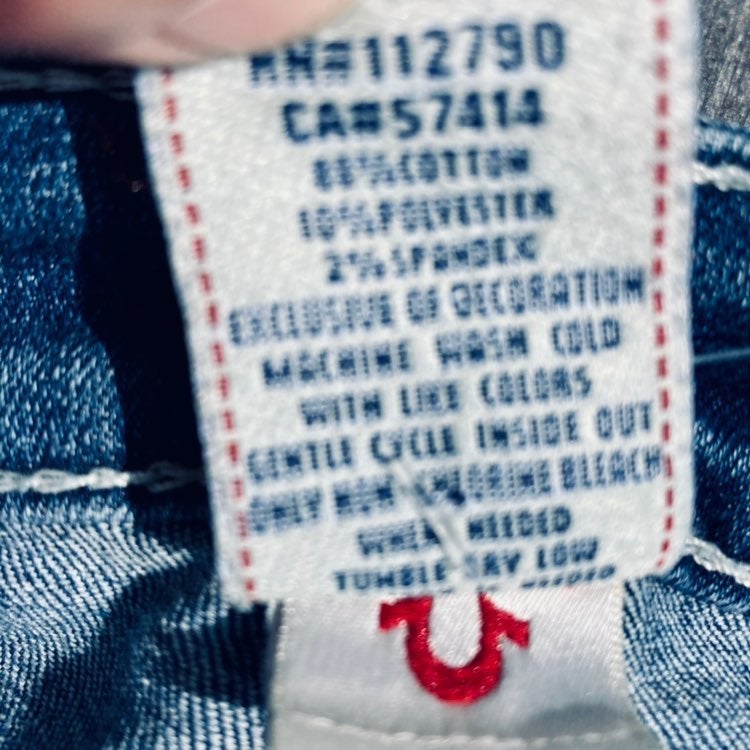 RN#112790
CA#57414
88%COTTON
10%POLYESTER
2%SPANDEX
EXCLUSIVE OF DECORATION
MACHINE WASH COLD
WITH LIKE COLORS
GENTLE CYCLE INSIDE OUT
ONLY NON CHLORINE BLEACH
WHEN NEEDED
TUMBLE DRY LOW